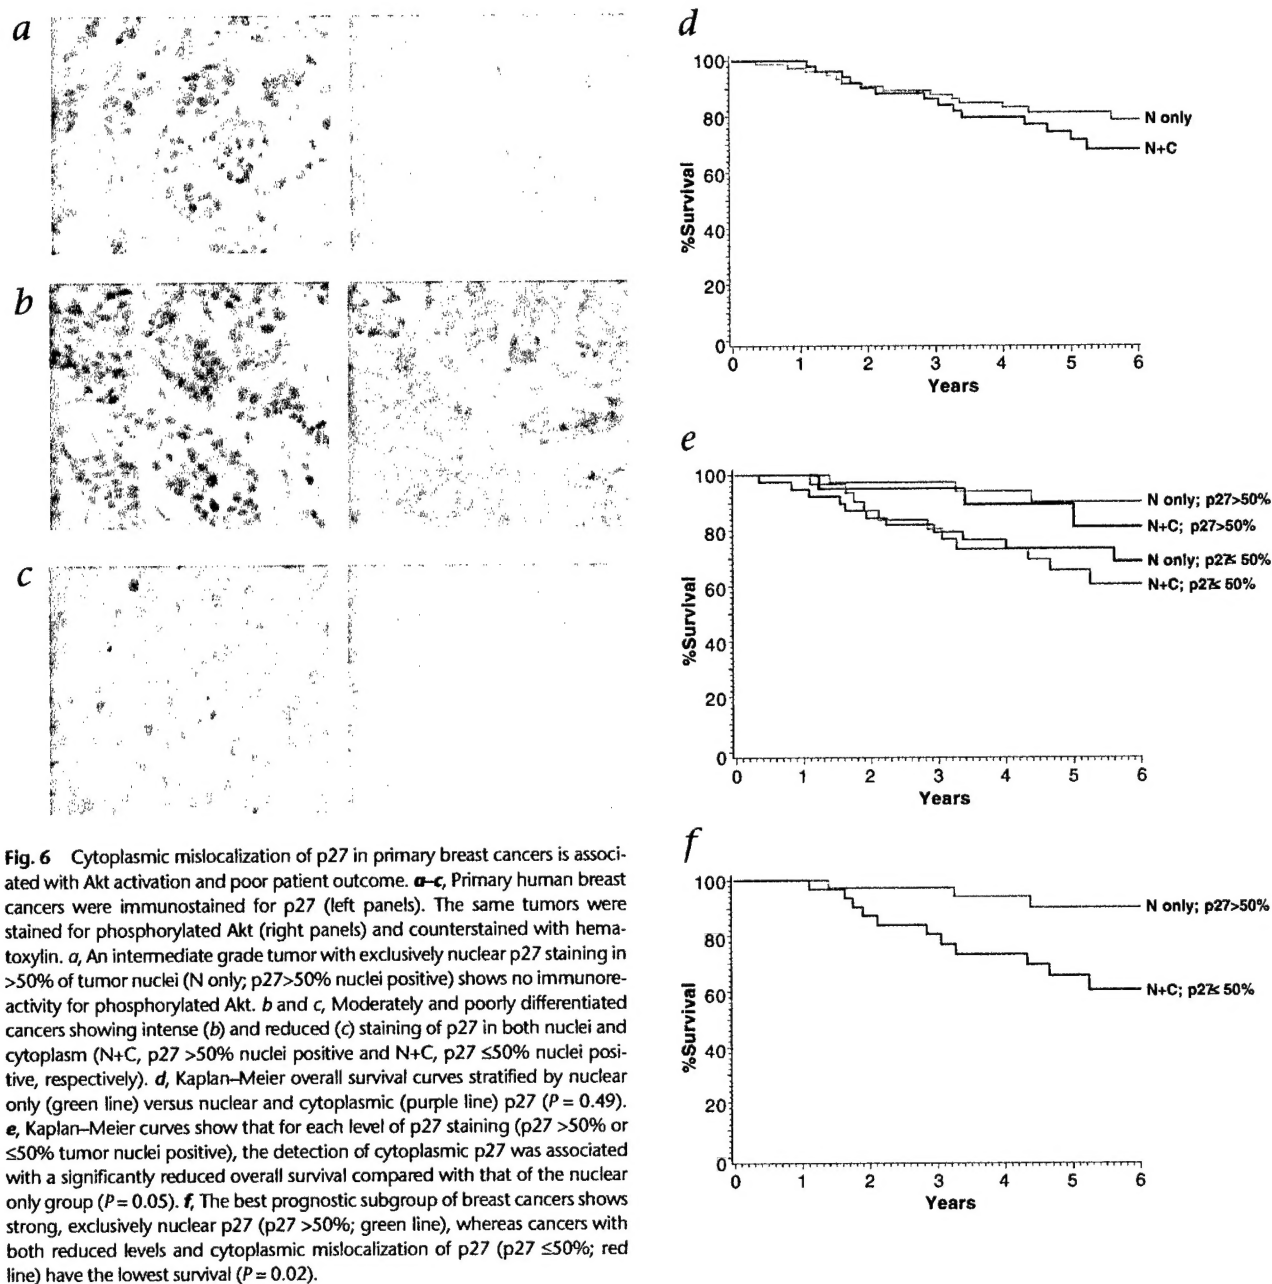 a
b
c
Fig. 6 Cytoplasmic mislocalization of p27 in primary breast cancers is associ-
ated with Akt activation and poor patient outcome. a–c, Primary human breast
cancers were immunostained for p27 (left panels). The same tumors were
stained for phosphorylated Akt (right panels) and counterstained with hema-
toxylin. a, An intermediate grade tumor with exclusively nuclear p27 staining in
>50% of tumor nuclei (N only; p27>50% nuclei positive) shows no immunore-
activity for phosphorylated Akt. b and c, Moderately and poorly differentiated
cancers showing intense (b) and reduced (c) staining of p27 in both nuclei and
cytoplasm (N+C, p27 >50% nuclei positive and N+C, p27 ≤50% nuclei posi-
tive, respectively). d, Kaplan–Meier overall survival curves stratified by nuclear
only (green line) versus nuclear and cytoplasmic (purple line) p27 (P = 0.49).
e, Kaplan–Meier curves show that for each level of p27 staining (p27 >50% or
≤50% tumor nuclei positive), the detection of cytoplasmic p27 was associated
with a significantly reduced overall survival compared with that of the nuclear
only group (P = 0.05). f, The best prognostic subgroup of breast cancers shows
strong, exclusively nuclear p27 (p27 >50%; green line), whereas cancers with
both reduced levels and cytoplasmic mislocalization of p27 (p27 ≤50%; red
line) have the lowest survival (P = 0.02).
d
100
80
60
40
20
0
%Survival
N only
N+C
0 1 2 3 4 5 6
Years
e
100
80
60
40
20
0
%Survival
N only; p27>50%
N+C; p27>50%
N only; p27≤ 50%
N+C; p27≤ 50%
0 1 2 3 4 5 6
Years
f
100
80
60
40
20
0
%Survival
N only; p27>50%
N+C; p27≤ 50%
0 1 2 3 4 5 6
Years